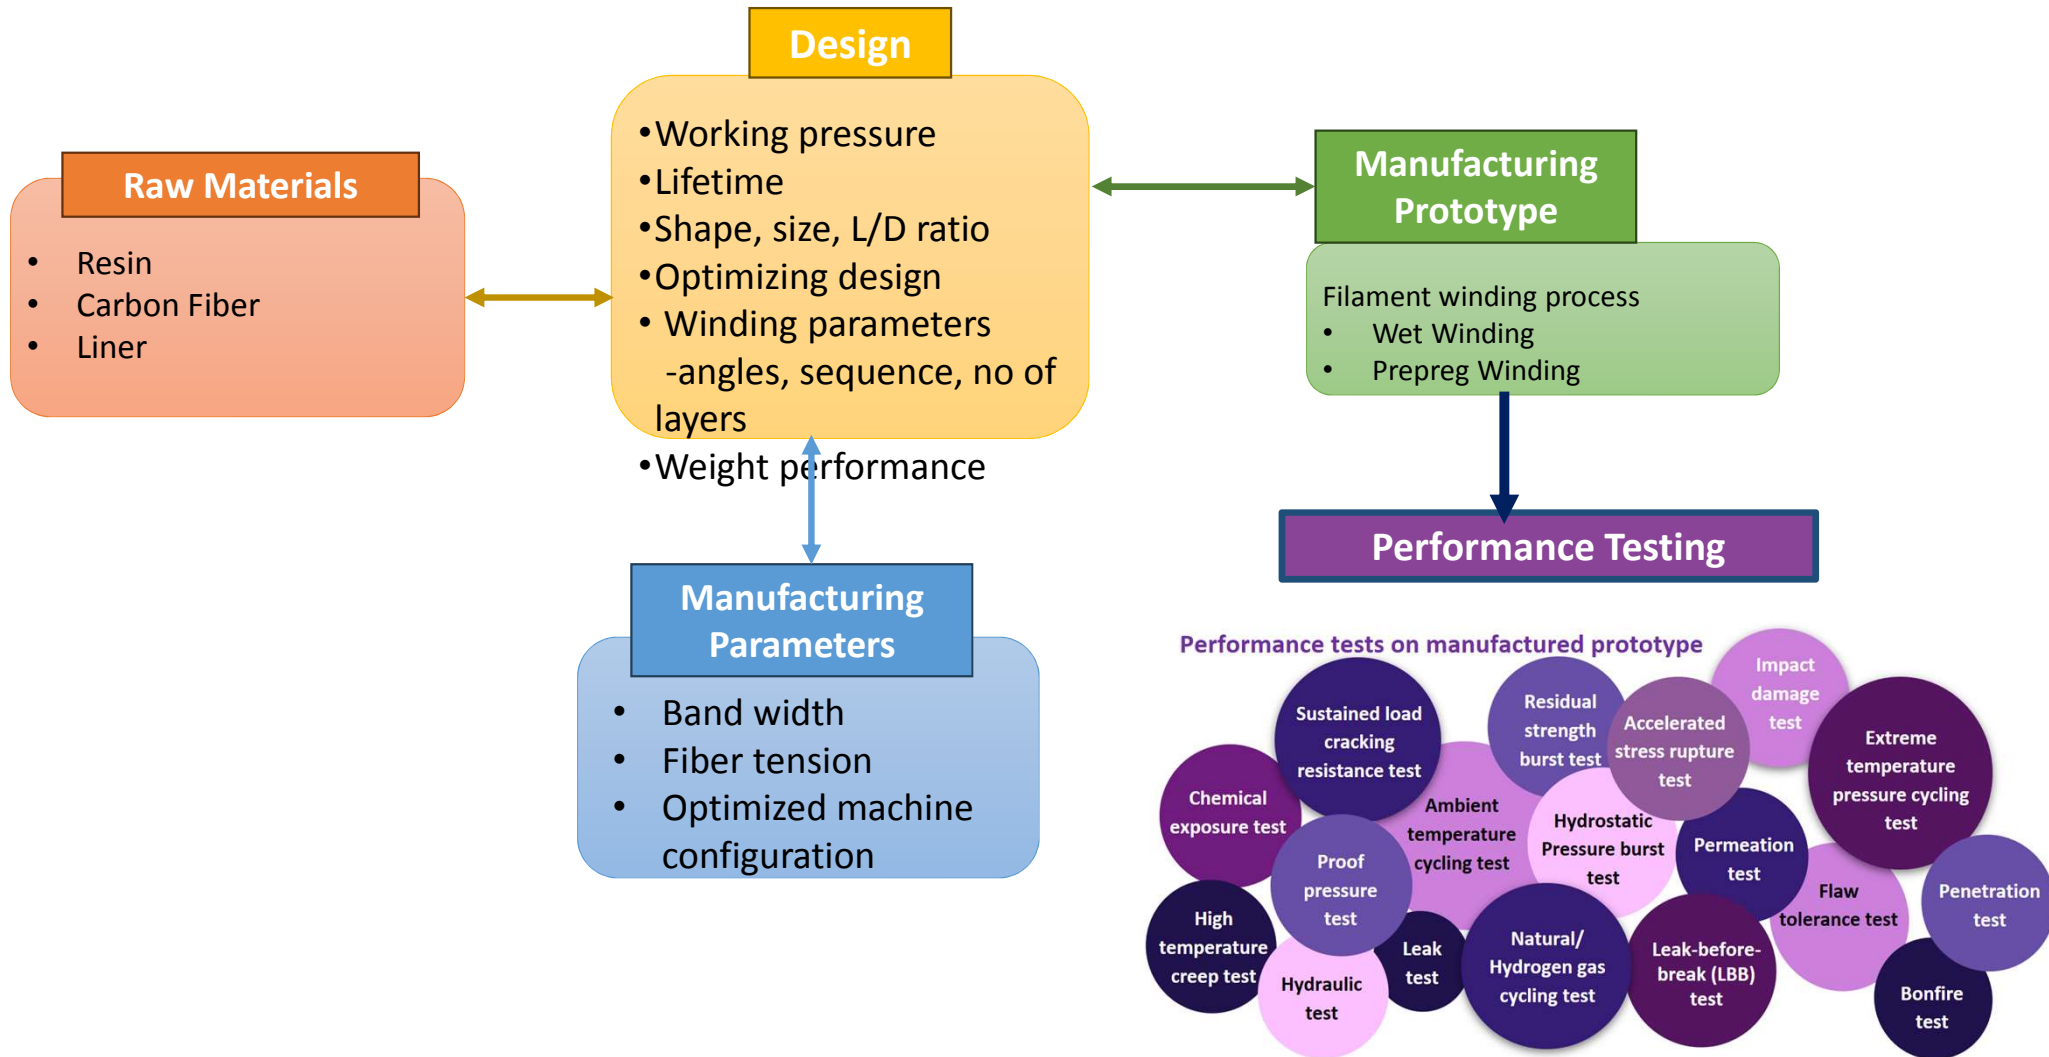 Design
•Working pressure
•Lifetime
•Shape, size, L/D ratio
•Optimizing design
• Winding parameters
-angles, sequence, no of
layers
•Weight performance
Raw Materials
• Resin
• Carbon Fiber
• Liner
Manufacturing
Prototype
Filament winding process
• Wet Winding
• Prepreg Winding
Manufacturing
Parameters
• Band width
• Fiber tension
• Optimized machine
configuration
Performance Testing
Performance tests on manufactured prototype
Sustained load
cracking
resistance test
Residual
strength
burst test
Accelerated
stress rupture
test
Impact
damage
test
Extreme
temperature
pressure cycling
test
Chemical
exposure test
Proof
pressure
test
Ambient
temperature
cycling test
Hydrostatic
Pressure burst
test
Permeation
test
Flaw
tolerance test
Penetration
test
High
temperature
creep test
Hydraulic
test
Leak
test
Natural/
Hydrogen gas
cycling test
Leak-before-
break (LBB)
test
Bonfire
test